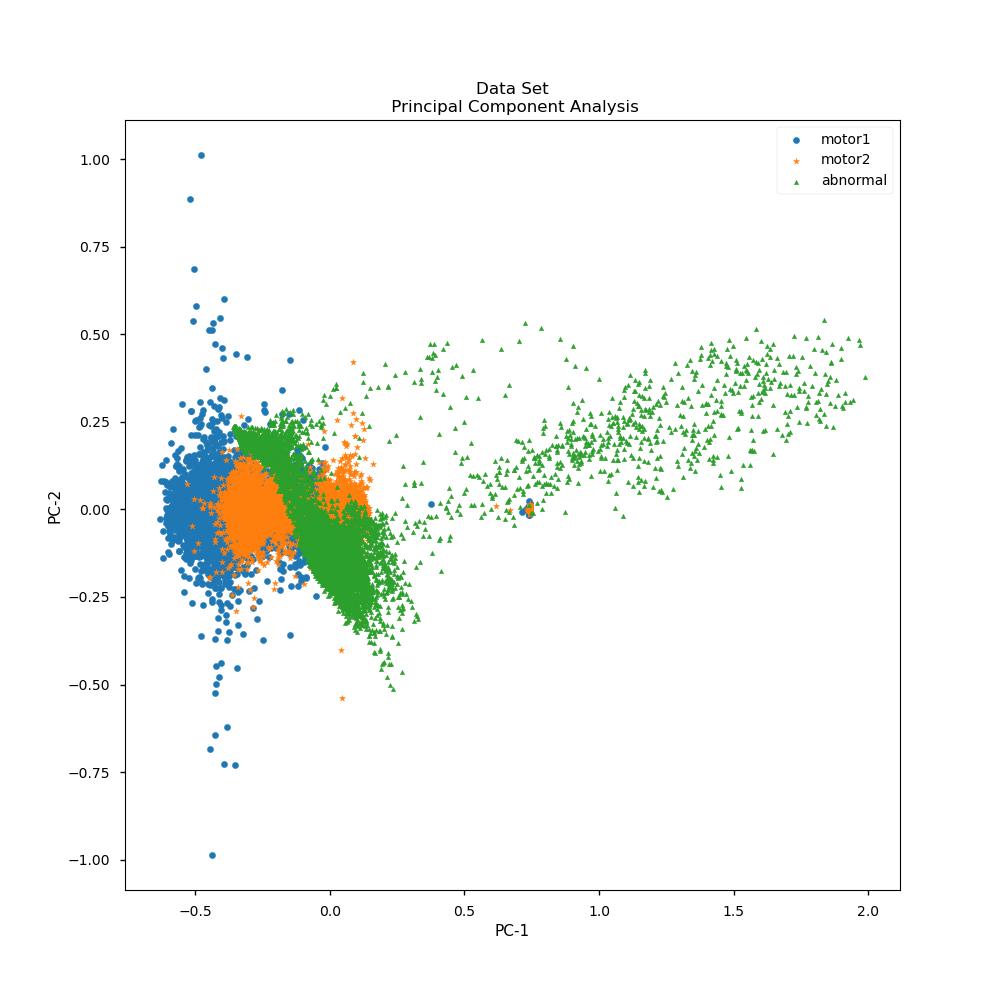 Data Set
Principal Component Analysis
motor1
motor2
abnormal
1.00
0.75
0.50
0.25
0.00
−0.25
−0.50
−0.75
−1.00
PC-2
−0.5
0.0
0.5
1.0
1.5
2.0
PC-1